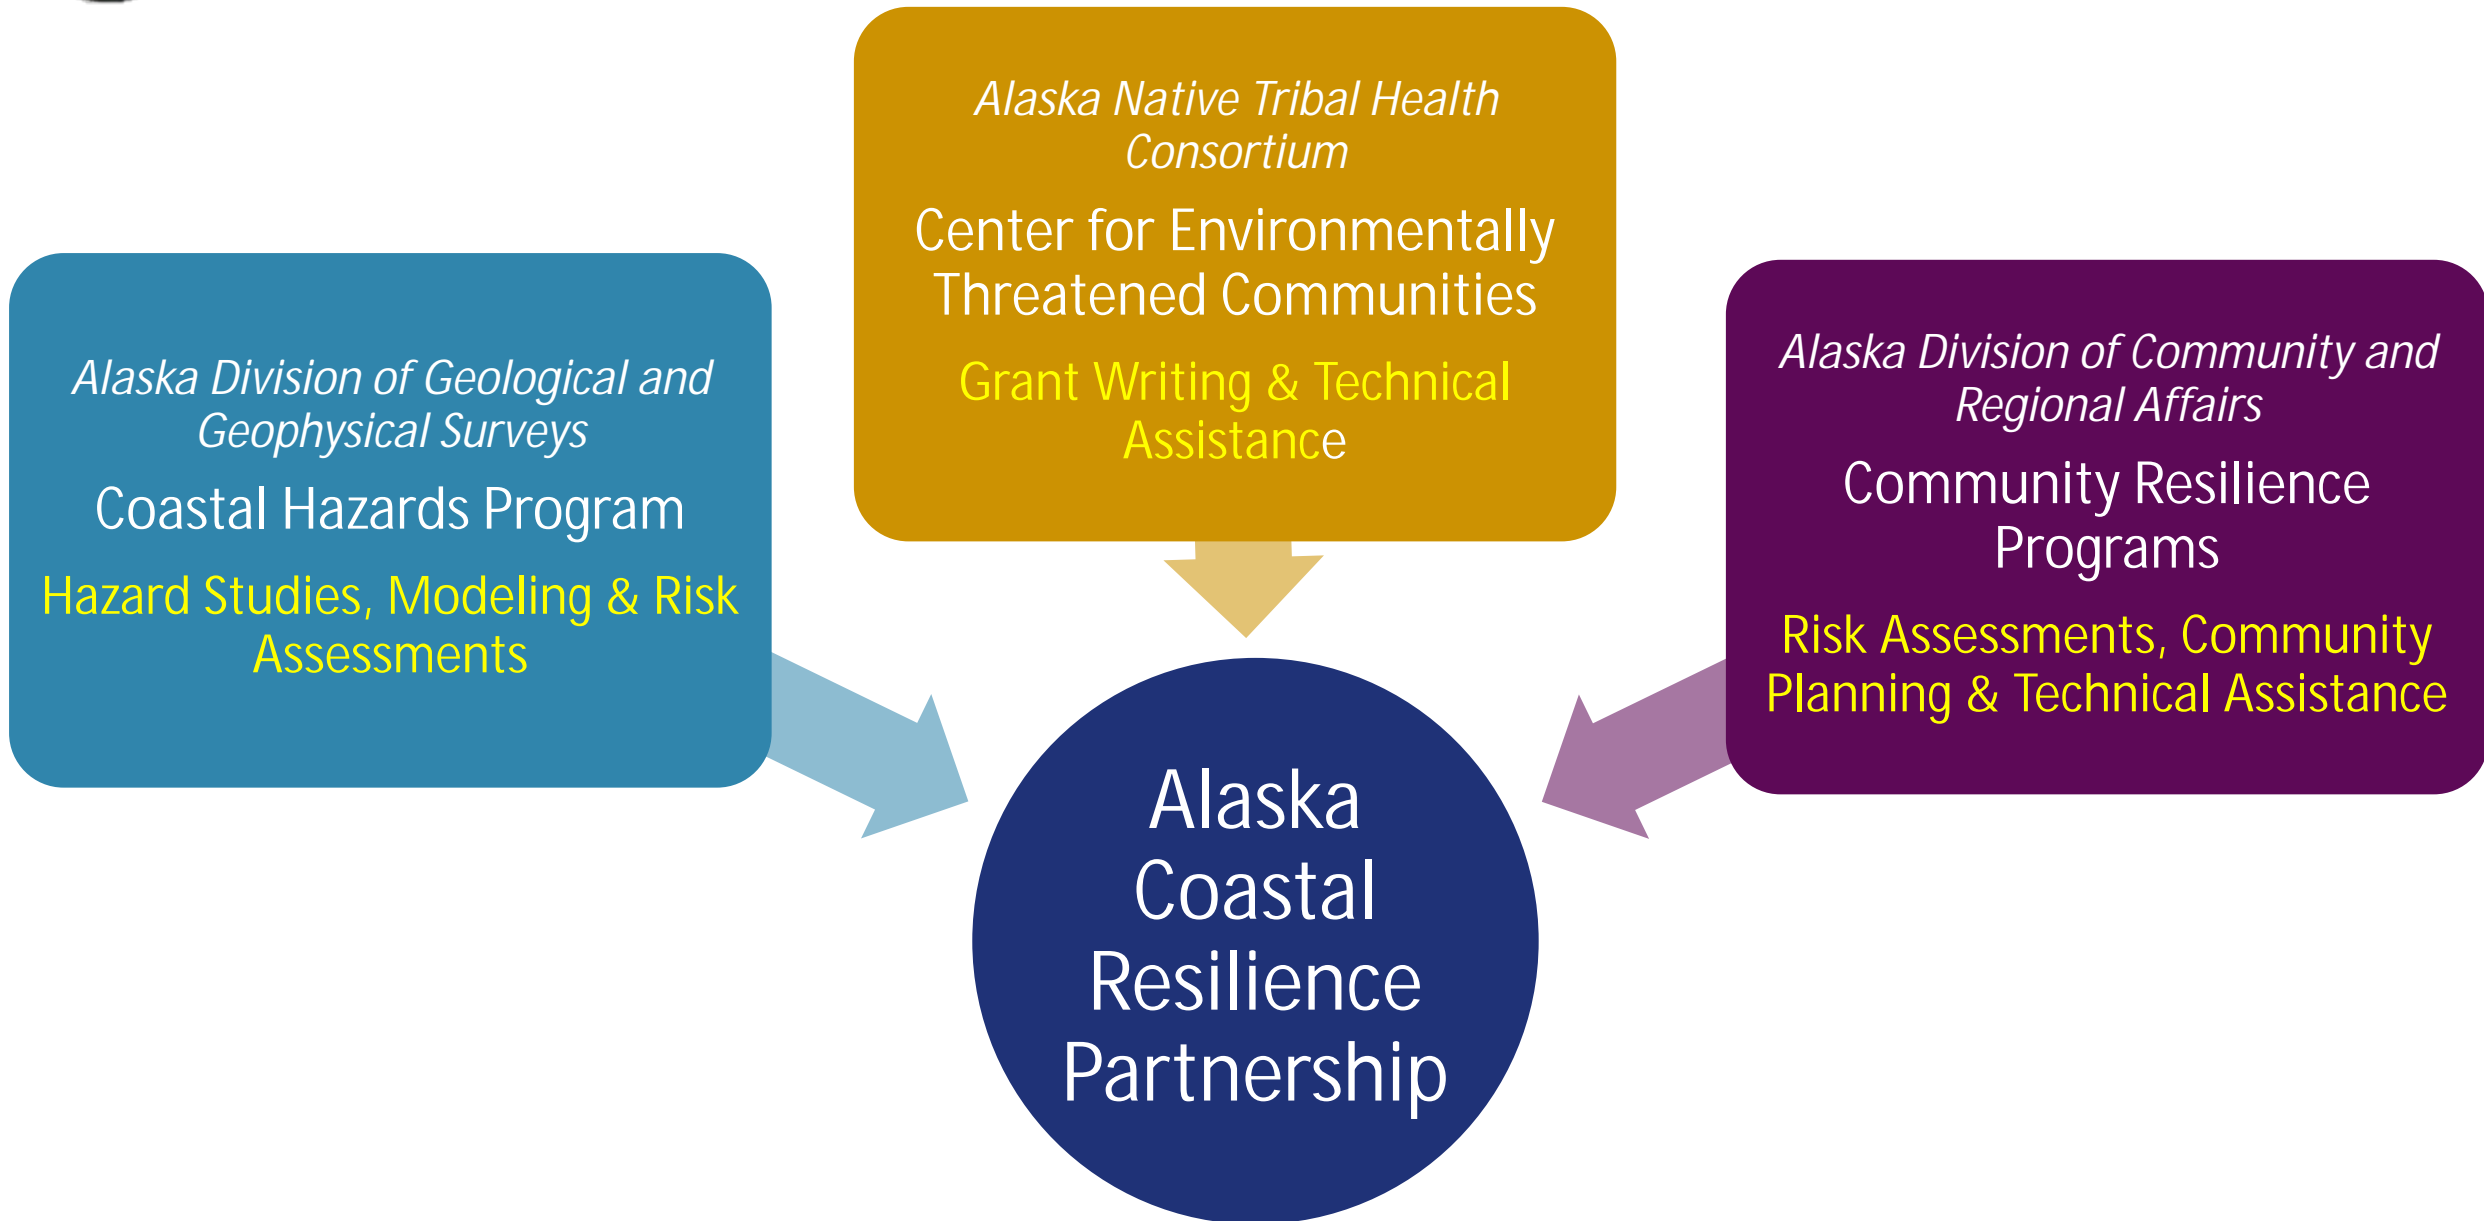 Alaska Native Tribal Health
Consortium
Center for Environmentally
Threatened Communities
Grant Writing & Technical
Assistance
Alaska Division of Geological and
Geophysical Surveys
Coastal Hazards Program
Hazard Studies, Modeling & Risk
Assessments
Alaska Division of Community and
Regional Affairs
Community Resilience
Programs
Risk Assessments, Community
Planning & Technical Assistance
Alaska
Coastal
Resilience
Partnership